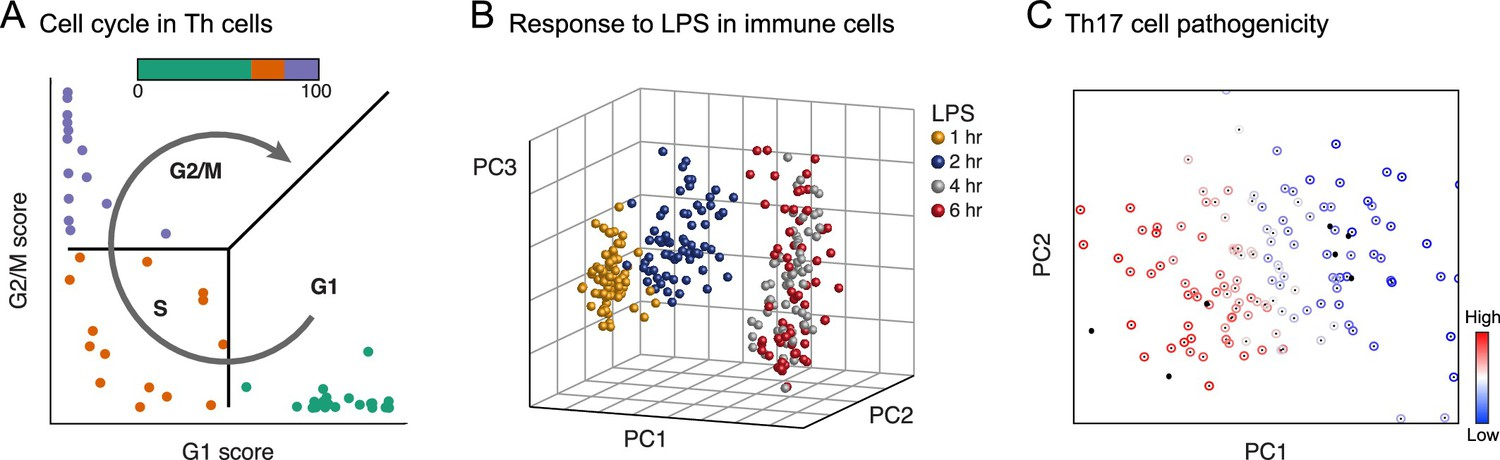 A Cell cycle in Th cells
0 100
G2/M score
G2/M
S
G1
G1 score
B Response to LPS in immune cells
PC3
LPS
1 hr
2 hr
4 hr
6 hr
PC1
PC2
C Th17 cell pathogenicity
PC2
High
Low
PC1